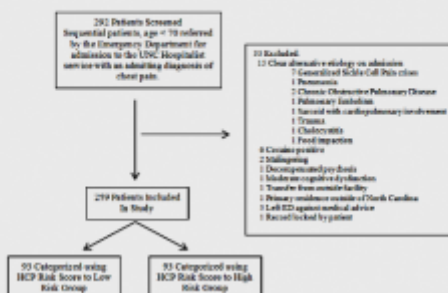 292 Patients Screened
Sequential patients, age < 70 referred
by the Emergency Department for
admission to the UNC Hospitalist
service with an admitting diagnosis of
chest pain.
Excluded:
Clear alternative etiology on admission
7 Generalized Sickle Cell Pain crises
1 Pneumonia
2 Chronic Obstructive Pulmonary Disease
1 Pulmonary Embolism
1 Sarcoid with cardiopulmonary involvement
1 Trauma
1 Cholecystitis
1 Food impaction
Cocaine positive
2 Malingering
1 Decompensated psychosis
1 Moderate cognitive dysfunction
1 Transfer from outside facility
1 Primary residence outside of North Carolina
1 Left ED against medical advice
1 Record locked by patient
259 Patients Included
In Study
93 Categorized using
HCP Risk Score to Low
Risk Group
93 Categorized using
HCP Risk Score to High
Risk Group